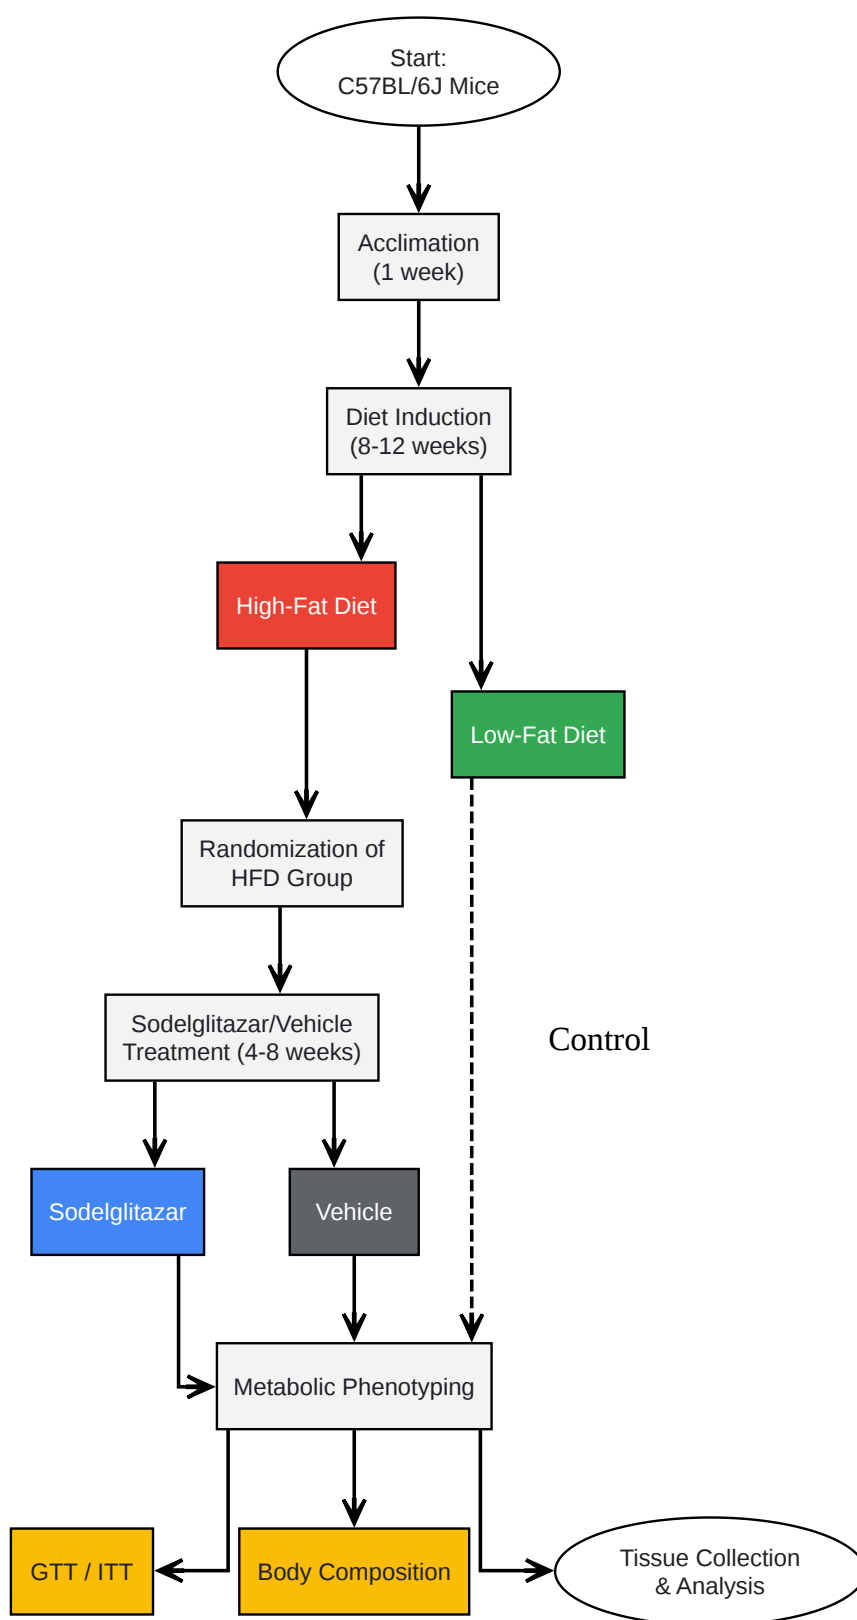 Start:
C57BL/6J Mice
Acclimation
(1 week)
Diet Induction
(8-12 weeks)
High-Fat Diet
Low-Fat Diet
Randomization of
HFD Group
Sodelglitazar/Vehicle
Treatment (4-8 weeks)
Control
Sodelglitazar
Vehicle
Metabolic Phenotyping
GTT / ITT
Body Composition
Tissue Collection
& Analysis